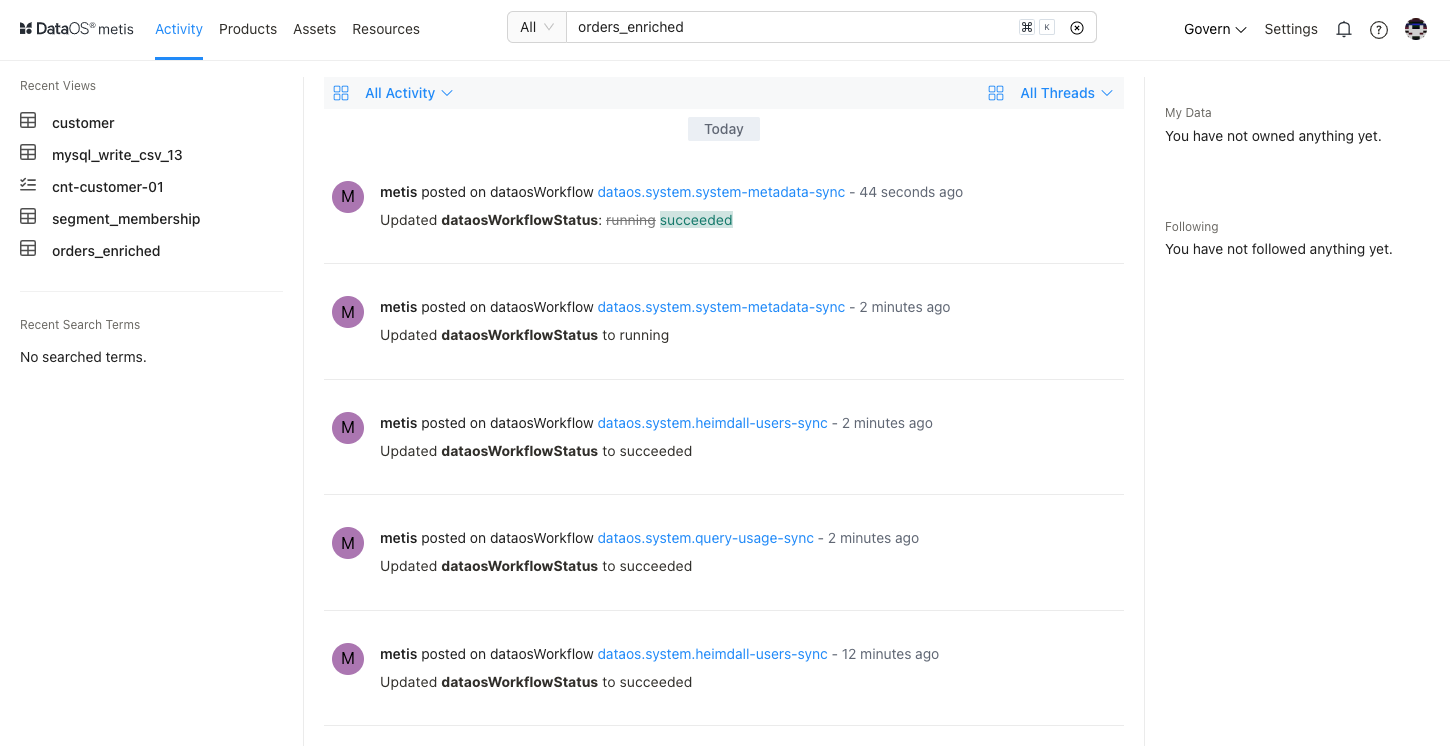 DataOS® metis Activity Products Assets Resources All orders_enriched ⌘ K Govern Settings
Recent Views
customer
mysql_write_csv_13
cnt-customer-01
segment_membership
orders_enriched
Recent Search Terms
No searched terms.
All Activity All Threads
Today
M metis posted on dataosWorkflow dataos.system.system-metadata-sync - 44 seconds ago
Updated dataosWorkflowStatus: running succeeded
M metis posted on dataosWorkflow dataos.system.system-metadata-sync - 2 minutes ago
Updated dataosWorkflowStatus to running
M metis posted on dataosWorkflow dataos.system.heimdall-users-sync - 2 minutes ago
Updated dataosWorkflowStatus to succeeded
M metis posted on dataosWorkflow dataos.system.query-usage-sync - 2 minutes ago
Updated dataosWorkflowStatus to succeeded
M metis posted on dataosWorkflow dataos.system.heimdall-users-sync - 12 minutes ago
Updated dataosWorkflowStatus to succeeded
My Data
You have not owned anything yet.
Following
You have not followed anything yet.